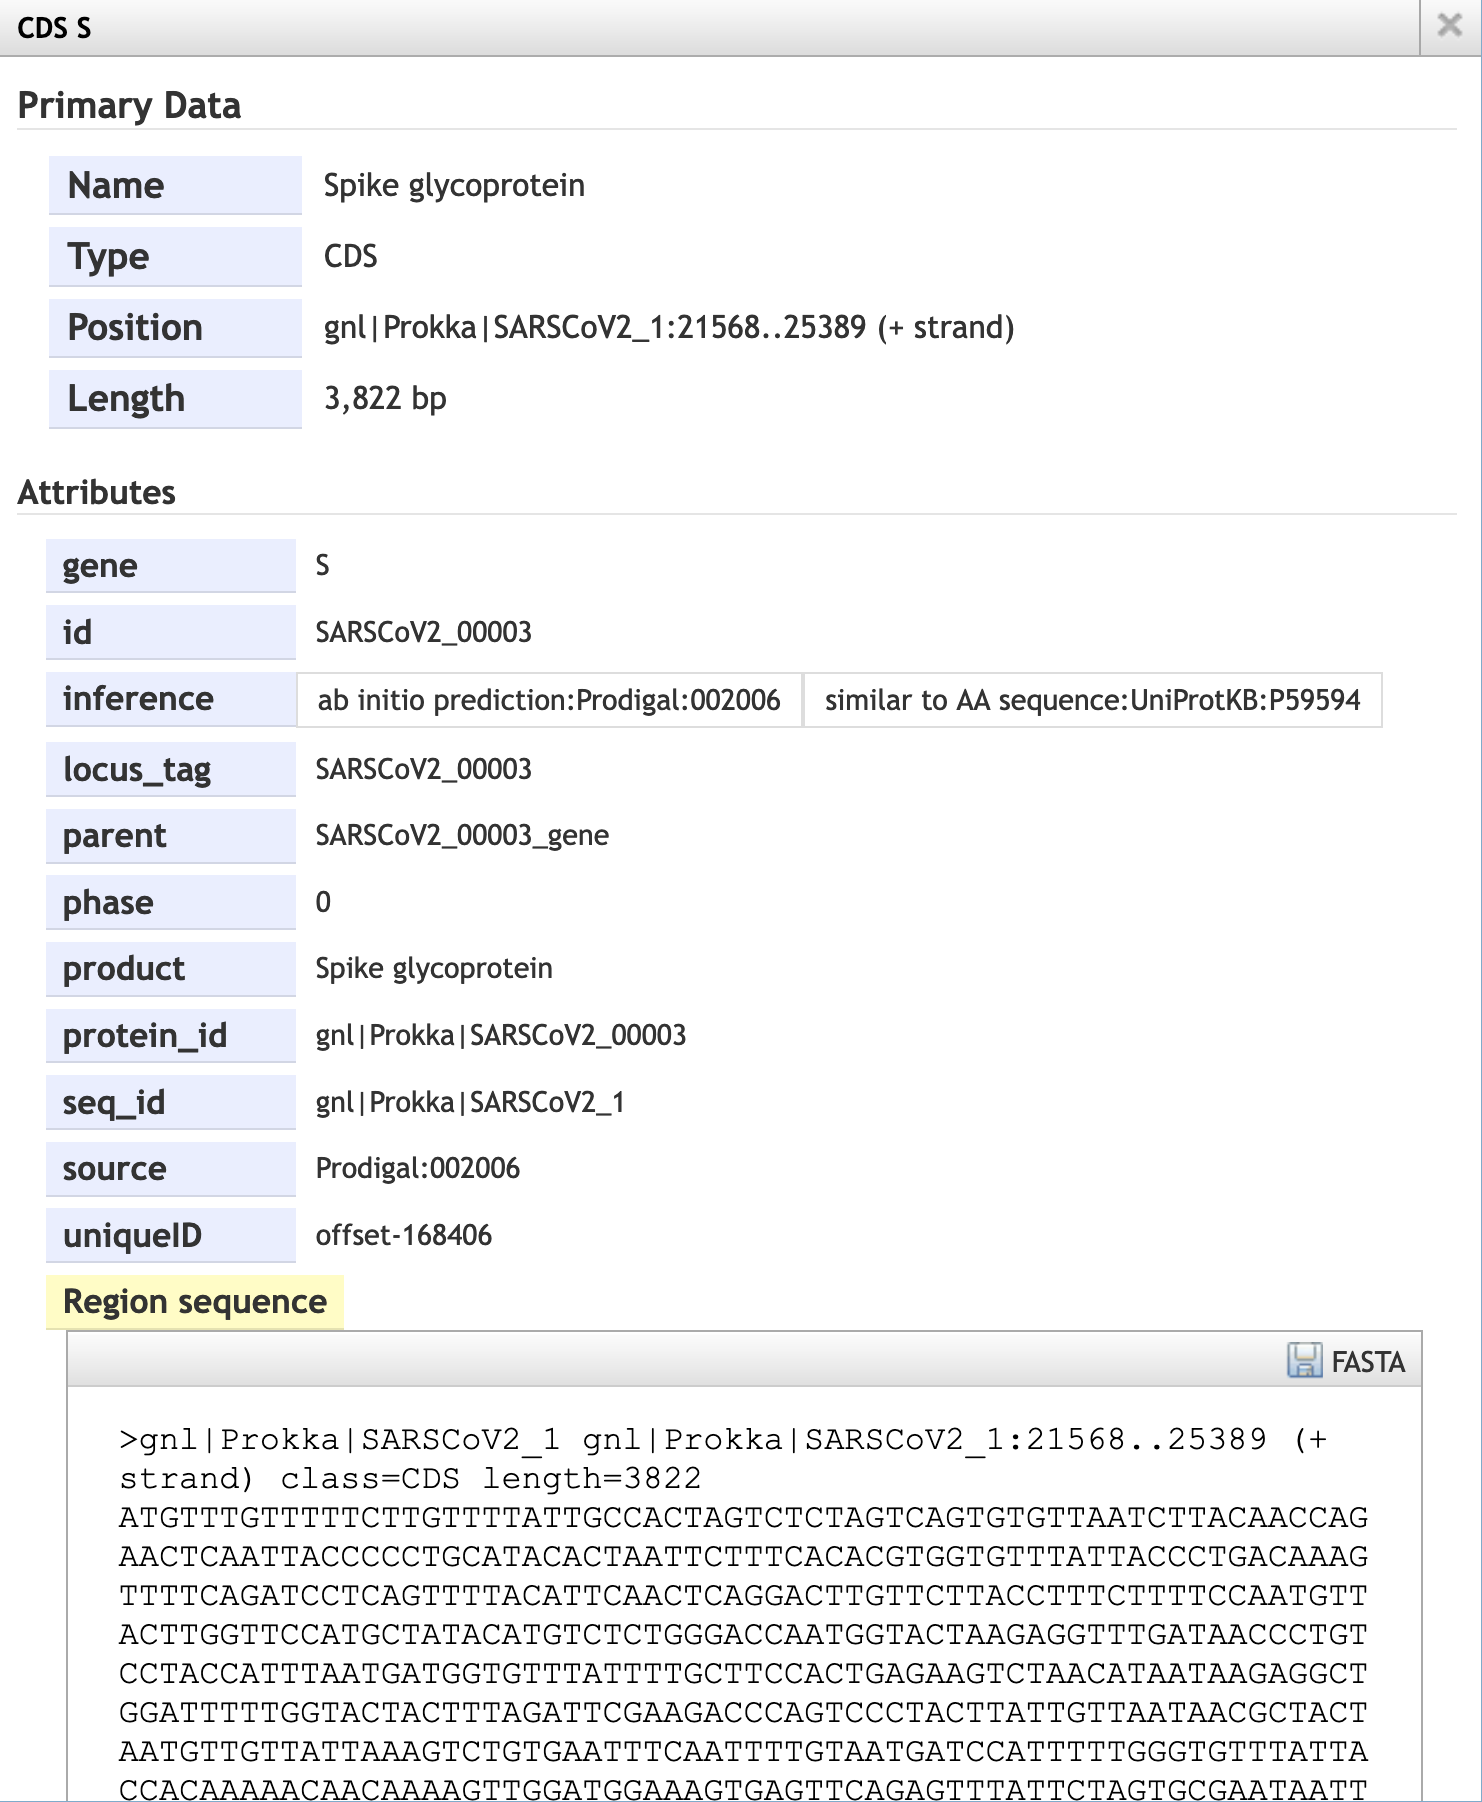 CDS S
Primary Data
Name Spike glycoprotein
Type CDS
Position gnl|Prokka|SARSCoV2_1:21568..25389 (+ strand)
Length 3,822 bp
Attributes
gene S
id SARSCoV2_00003
inference ab initio prediction:Prodigal:002006 similar to AA sequence:UniProtKB:P59594
locus_tag SARSCoV2_00003
parent SARSCoV2_00003_gene
phase 0
product Spike glycoprotein
protein_id gnl|Prokka|SARSCoV2_00003
seq_id gnl|Prokka|SARSCoV2_1
source Prodigal:002006
uniqueID offset-168406
Region sequence
FASTA
>gnl|Prokka|SARSCoV2_1 gnl|Prokka|SARSCoV2_1:21568..25389 (+
strand) class=CDS length=3822
ATGTTTGTTTTTCTTGTTTTATTGCCACTAGTCTCTAGTCAGTGTGTTAATCTTACAACCAG
AACTCAATTACCCCCTGCATACACTAATTCTTTCACACGTGGTGTTTATTACCCTGACAAAG
TTTTCAGATCCTCAGTTTTACATTCAACTCAGGACTTGTTCTTACCTTTCTTTTCCAATGTT
ACTTGGTTCCATGCTATACATGTCTCTGGGACCAATGGTACTAAGAGGTTTGATAACCCTGT
CCTACCATTTAATGATGGTGTTTATTTTGCTTCCACTGAGAAGTCTAACATAATAAGAGGCT
GGATTTTTGGTACTACTTTAGATTCGAAGACCCAGTCCCTACTTATTGTTAATAACGCTACT
AATGTTGTTATTAAAGTCTGTGAATTTCAATTTTGTAATGATCCATTTTTGGGTGTTTATTA
CCACAAAAACAACAAAAGTTGGATGGAAAGTGAGTTCAGAGTTTATTCTAGTGCGAATAATT